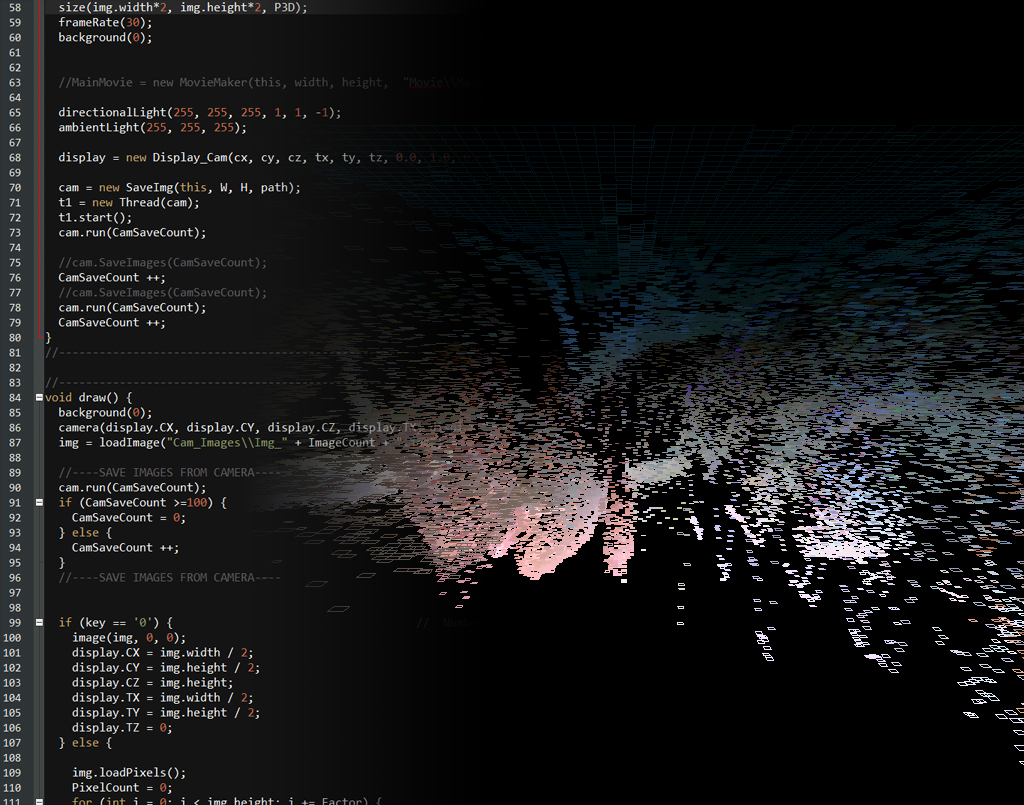 58 size(img.width*2, img.height*2, P3D);
59 frameRate(30);
60 background(0);
61
62
63 //MainMovie = new MovieMaker(this, width, height, "Movie\\
64
65 directionalLight(255, 255, 255, 1, 1, -1);
66 ambientLight(255, 255, 255);
67
68 display = new Display_Cam(cx, cy, cz, tx, ty, tz, 0.0, 1.0,
69
70 cam = new SaveImg(this, W, H, path);
71 t1 = new Thread(cam);
72 t1.start();
73 cam.run(CamSaveCount);
74
75 //cam.SaveImages(CamSaveCount);
76 CamSaveCount ++;
77 //cam.SaveImages(CamSaveCount);
78 cam.run(CamSaveCount);
79 CamSaveCount ++;
80 }
81 //--------------------------------------------
82
83 //--------------------------------------------
84 void draw() {
85 background(0);
86 camera(display.CX, display.CY, display.CZ, display.TX,
87 img = loadImage("Cam_Images\\Img_" + ImageCount + "
88
89 //----SAVE IMAGES FROM CAMERA----
90 cam.run(CamSaveCount);
91 if (CamSaveCount >=100) {
92 CamSaveCount = 0;
93 } else {
94 CamSaveCount ++;
95 }
96 //----SAVE IMAGES FROM CAMERA----
97
98
99 if (key == '0') { //
100 image(img, 0, 0);
101 display.CX = img.width / 2;
102 display.CY = img.height / 2;
103 display.CZ = img.height;
104 display.TX = img.width / 2;
105 display.TY = img.height / 2;
106 display.TZ = 0;
107 } else {
108
109 img.loadPixels();
110 PixelCount = 0;
111 for (int i = 0; i < img.height; i += Factor) {